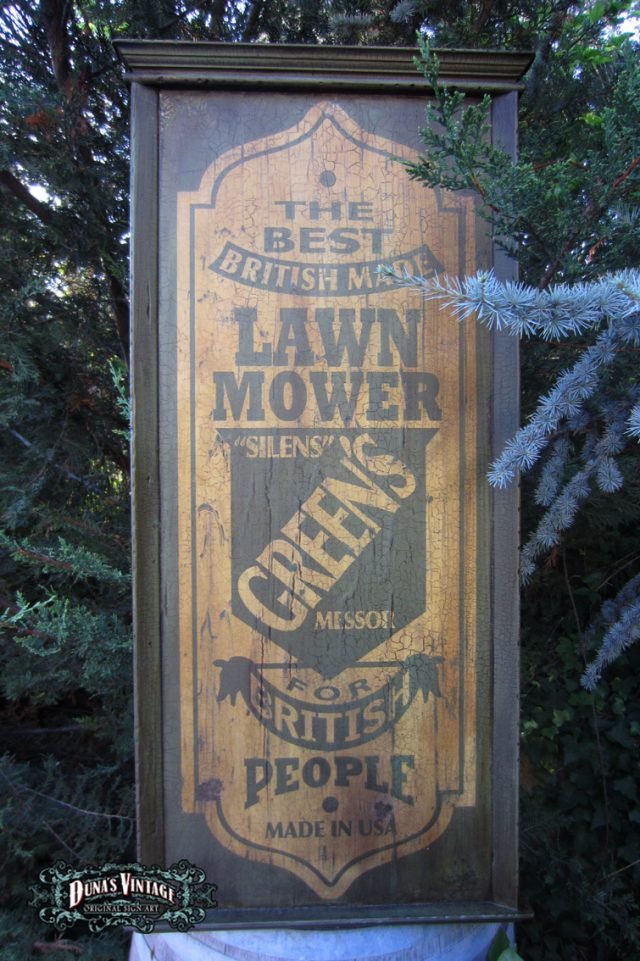 THE
BEST
BRITISH MADE
LAWN
MOWER
"SILENS"
GREENS
MESSOR
FOR
BRITISH
PEOPLE
MADE IN USA
DUNA'S VINTAGE
ORIGINAL SIGN ART